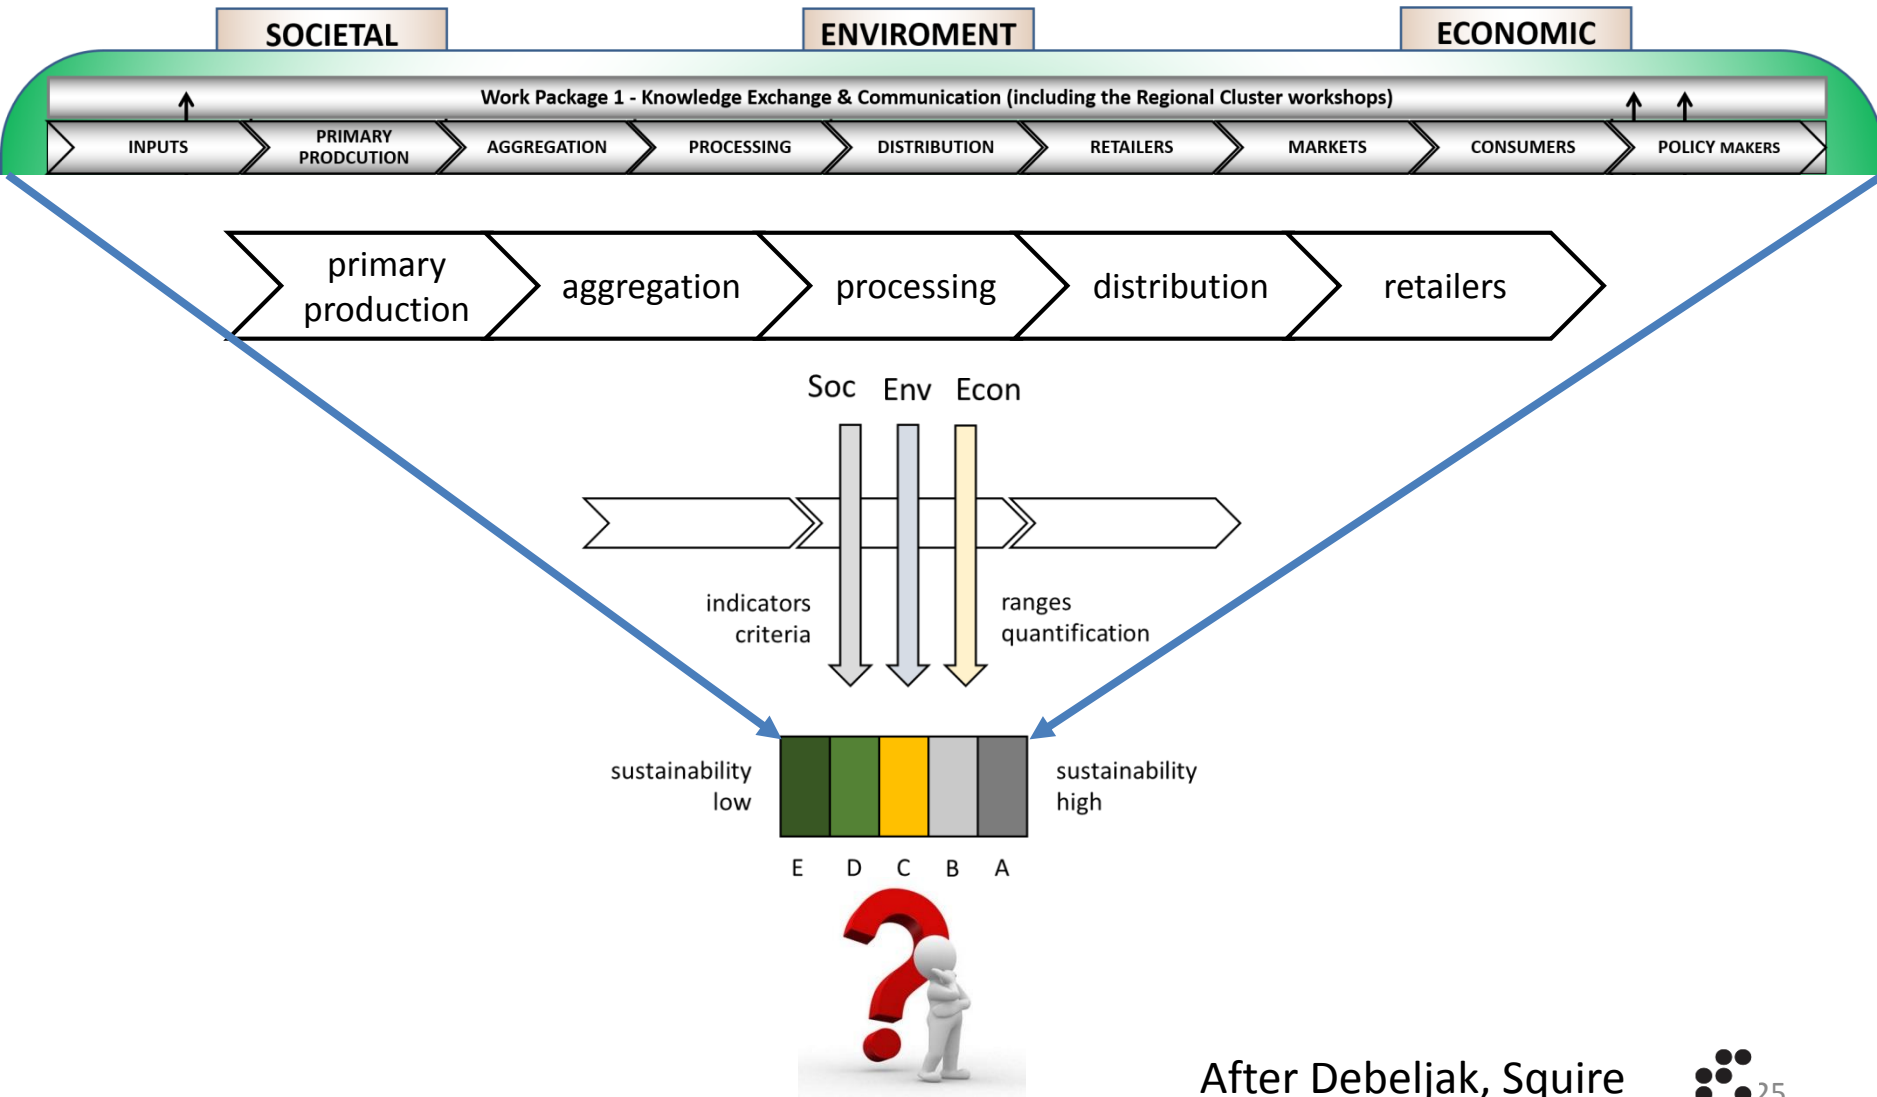 SOCIETAL
ENVIROMENT
ECONOMIC
Work Package 1 - Knowledge Exchange & Communication (including the Regional Cluster workshops)
INPUTS
PRIMARY
PRODCUTION
AGGREGATION
PROCESSING
DISTRIBUTION
RETAILERS
MARKETS
CONSUMERS
POLICY MAKERS
primary
production
aggregation
processing
distribution
retailers
Soc
Env
Econ
indicators
criteria
ranges
quantification
sustainability
low
sustainability
high
E
D
C
B
A
After Debeljak, Squire
25